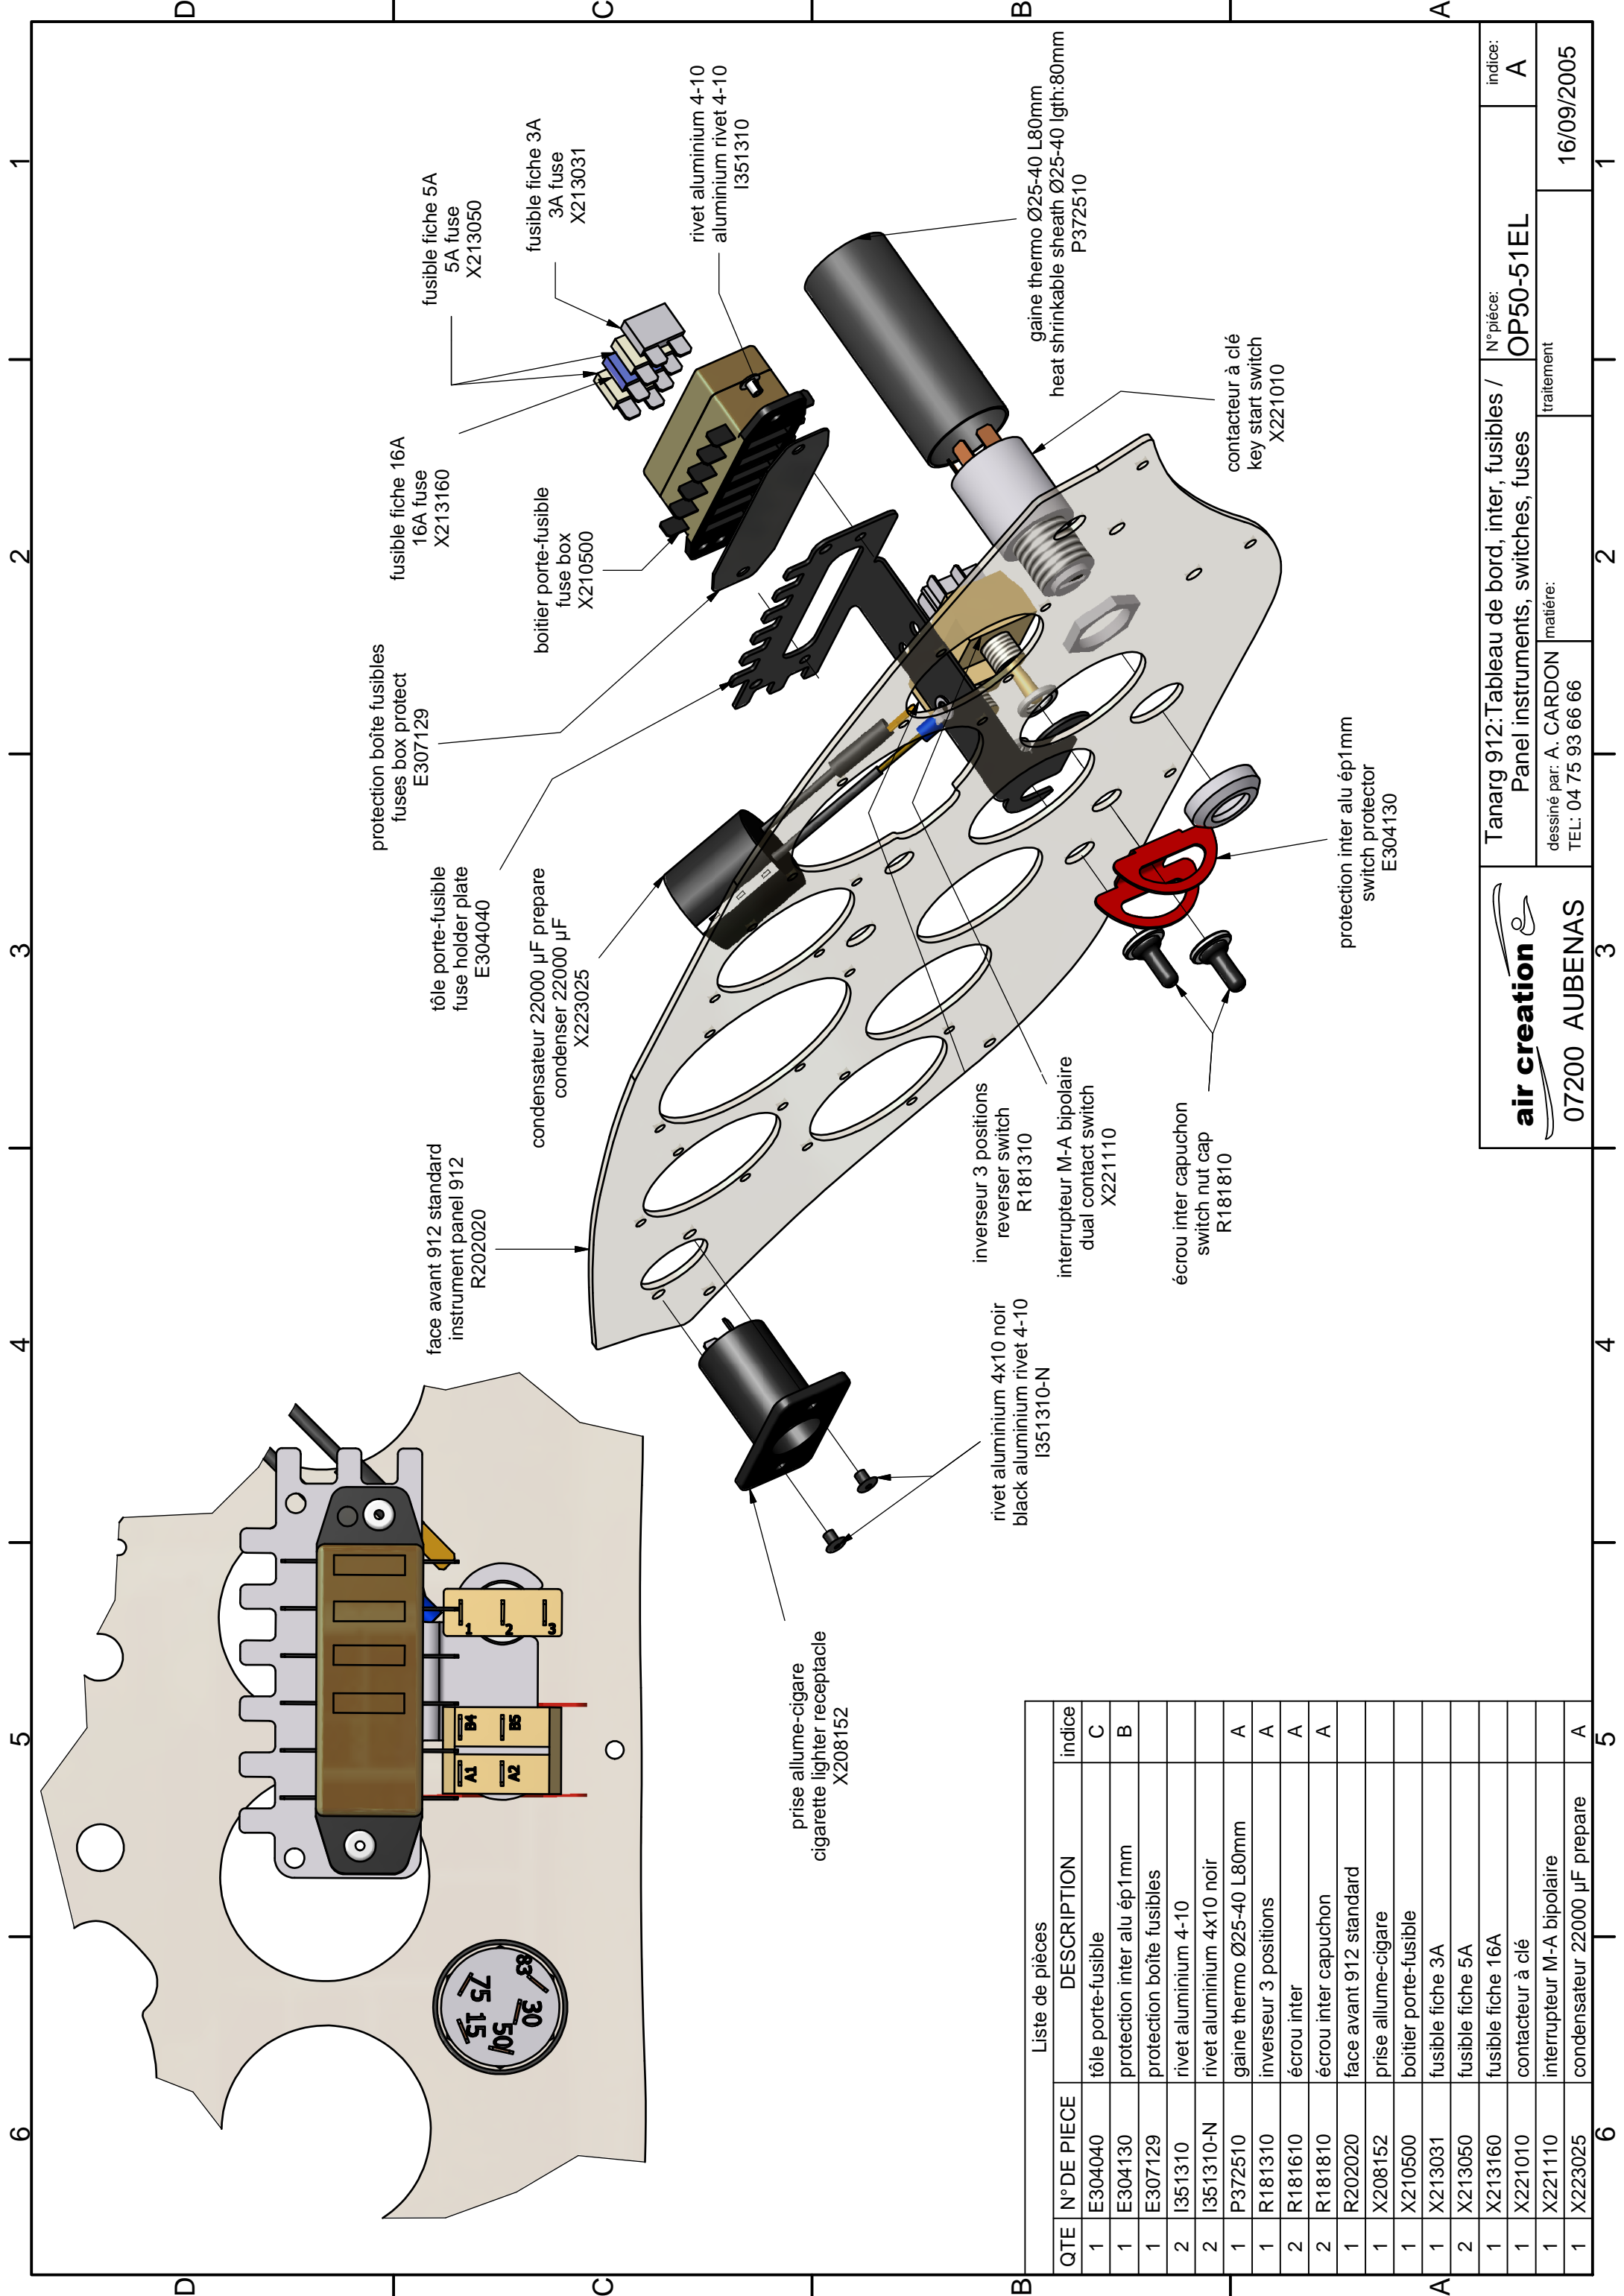 6
5
4
3
2
1
D
C
B
A
fusible fiche 5A
5A fuse
X213050
fusible fiche 3A
3A fuse
X213031
fusible fiche 16A
16A fuse
X213160
rivet aluminium 4-10
aluminium rivet 4-10
I351310
boitier porte-fusible
fuse box
X210500
protection boîte fusibles
fuses box protect
E307129
tôle porte-fusible
fuse holder plate
E304040
condensateur 22000 µF prepare
condenser 22000 µF
X223025
face avant 912 standard
instrument panel 912
R202020
gaine thermo Ø25-40 L80mm
heat shrinkable sheath Ø25-40 lgth:80mm
P372510
contacteur à clé
key start switch
X221010
protection inter alu ép1mm
switch protector
E304130
inverseur 3 positions
reverser switch
R181310
interrupteur M-A bipolaire
dual contact switch
X221110
écrou inter capuchon
switch nut cap
R181810
rivet aluminium 4x10 noir
black aluminium rivet 4-10
I351310-N
prise allume-cigare
cigarette lighter receptacle
X208152
75 15
83
30
50
A1
A2
B4
B5
1
2
3
Liste de pièces
QTE N° DE PIECE DESCRIPTION indice
1 E304040 tôle porte-fusible C
1 E304130 protection inter alu ép1mm B
1 E307129 protection boîte fusibles
2 I351310 rivet aluminium 4-10
2 I351310-N rivet aluminium 4x10 noir
1 P372510 gaine thermo Ø25-40 L80mm A
1 R181310 inverseur 3 positions A
2 R181610 écrou inter A
2 R181810 écrou inter capuchon A
1 R202020 face avant 912 standard
1 X208152 prise allume-cigare
1 X210500 boitier porte-fusible
1 X213031 fusible fiche 3A
2 X213050 fusible fiche 5A
1 X213160 fusible fiche 16A
1 X221010 contacteur à clé
1 X221110 interrupteur M-A bipolaire
1 X223025 condensateur 22000 µF prepare A
air creation
07200 AUBENAS
Tanarg 912:Tableau de bord, inter, fusibles /
Panel instruments, switches, fuses
N°piéce:
OP50-51EL
indice:
A
dessiné par: A. CARDON
TEL: 04 75 93 66 66
matiére:
traitement
16/09/2005
6
5
4
3
2
1
D
C
B
A